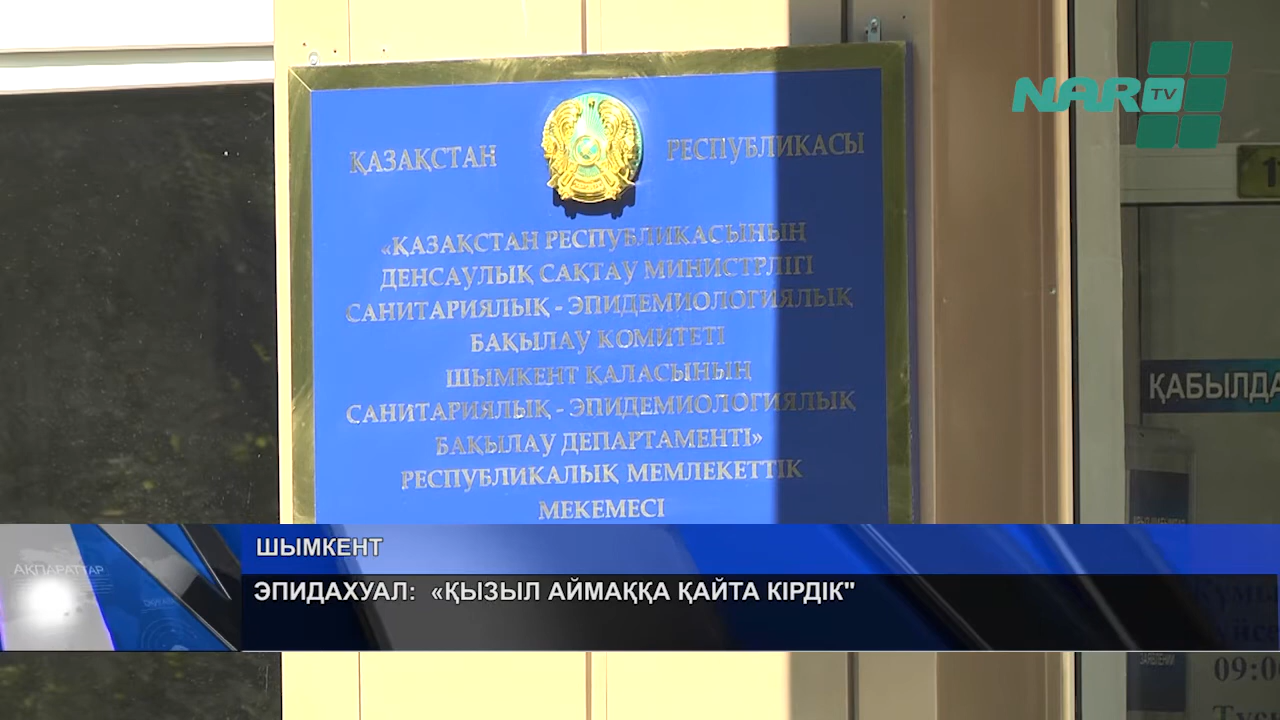 NAR TV
ҚАЗАҚСТАН РЕСПУБЛИКАСЫ
«ҚАЗАҚСТАН РЕСПУБЛИКАСЫНЫҢ
ДЕНСАУЛЫҚ САҚТАУ МИНИСТРЛІГІ
САНИТАРИЯЛЫҚ - ЭПИДЕМИОЛОГИЯЛЫҚ
БАҚЫЛАУ КОМИТЕТІ
ШЫМКЕНТ ҚАЛАСЫНЫҢ
САНИТАРИЯЛЫҚ - ЭПИДЕМИОЛОГИЯЛЫҚ
БАҚЫЛАУ ДЕПАРТАМЕНТІ»
РЕСПУБЛИКАЛЫҚ МЕМЛЕКЕТТІК
МЕКЕМЕСІ
ҚАБЫЛДА
АҚПАРАТТАР
ШЫМКЕНТ
ЭПИДАХУАЛ: «ҚЫЗЫЛ АЙМАҚҚА ҚАЙТА КІРДІК"